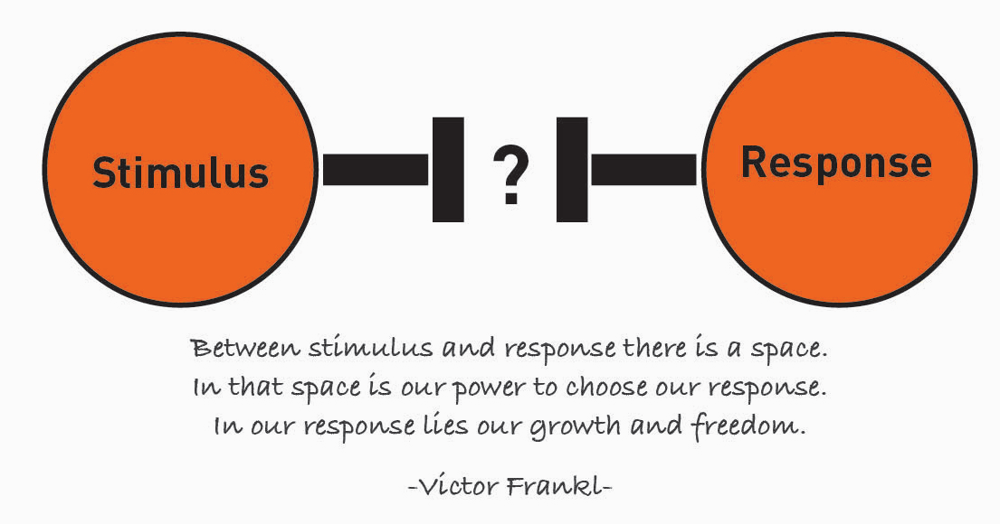 Stimulus
?
Response
Between stimulus and response there is a space.
In that space is our power to choose our response.
In our response lies our growth and freedom.
-Victor Frankl-